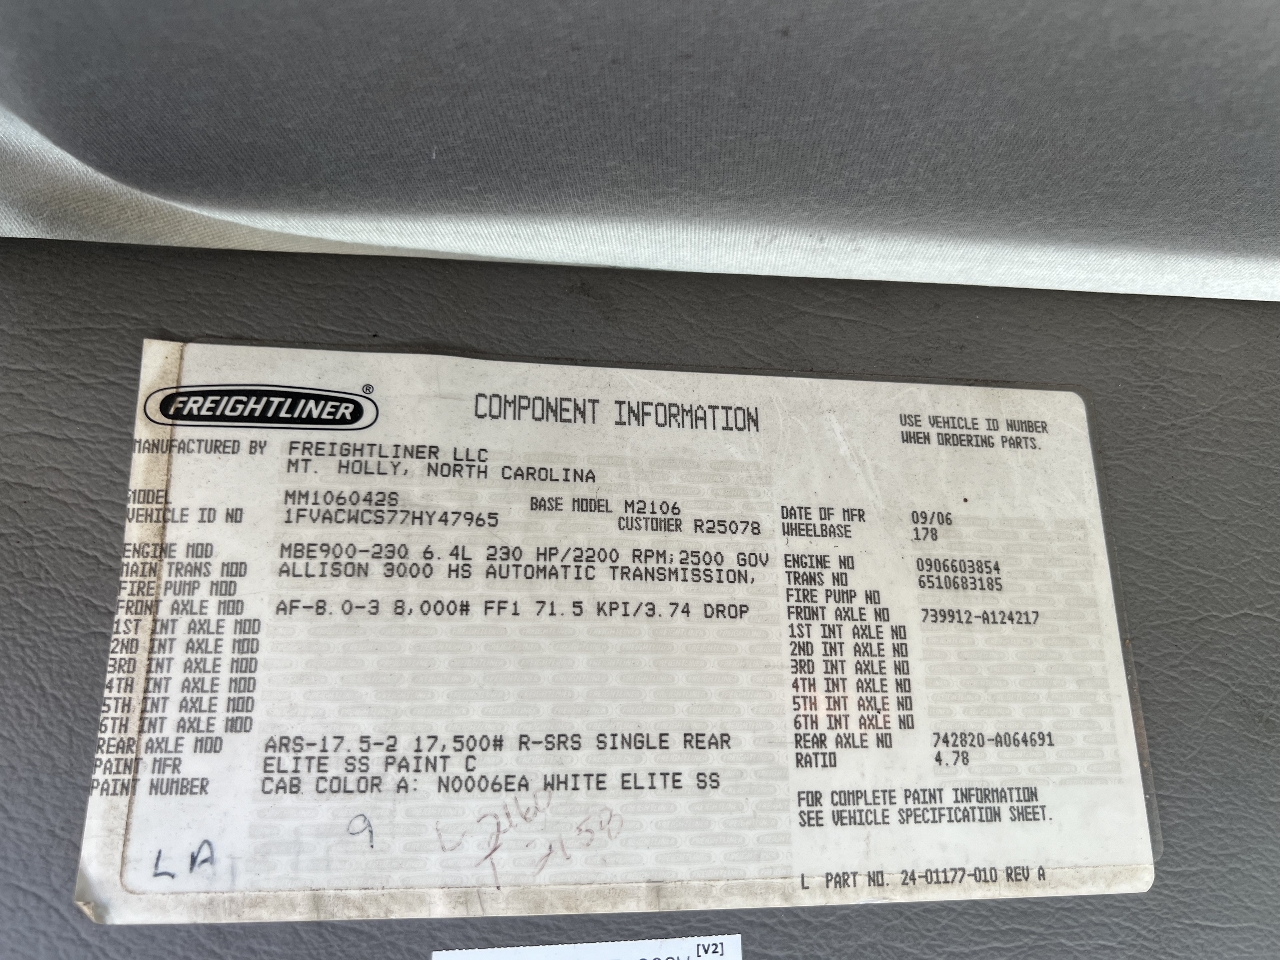 FREIGHTLINER ®
COMPONENT INFORMATION
USE VEHICLE ID NUMBER
WHEN ORDERING PARTS.
MANUFACTURED BY FREIGHTLINER LLC
MT. HOLLY, NORTH CAROLINA
MODEL MM106042S
BASE MODEL M2106
VEHICLE ID NO 1FVACWCS77HY47965
CUSTOMER R25078
DATE OF MFR 09/06
WHEELBASE 178
ENGINE MOD MBE900-230 6.4L 230 HP/2200 RPM;2500 GOV
ENGINE NO 0906603854
MAIN TRANS MOD ALLISON 3000 HS AUTOMATIC TRANSMISSION,
TRANS NO 6510683185
FIRE PUMP MOD
FIRE PUMP NO
FRONT AXLE MOD AF-8.0-3 8,000# FF1 71.5 KPI/3.74 DROP
FRONT AXLE NO 739912-A124217
1ST INT AXLE MOD
1ST INT AXLE NO
2ND INT AXLE MOD
2ND INT AXLE NO
3RD INT AXLE MOD
3RD INT AXLE NO
4TH INT AXLE MOD
4TH INT AXLE NO
5TH INT AXLE MOD
5TH INT AXLE NO
6TH INT AXLE MOD
6TH INT AXLE NO
REAR AXLE MOD ARS-17.5-2 17,500# R-SRS SINGLE REAR
REAR AXLE NO 742820-A064691
PAINT MFR ELITE SS PAINT C
RATIO 4.78
PAINT NUMBER CAB COLOR A: N0006EA WHITE ELITE SS
FOR COMPLETE PAINT INFORMATION
SEE VEHICLE SPECIFICATION SHEET.
9
LA
L PART NO. 24-01177-010 REV A
[V2]